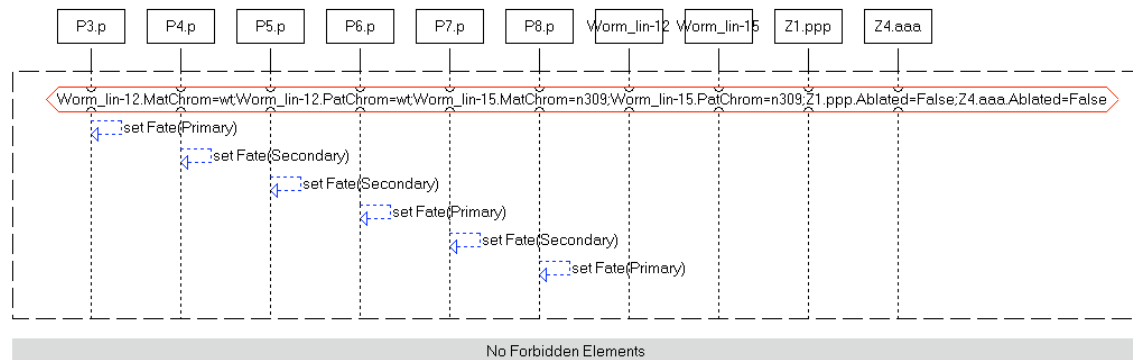 P3.p P4.p P5.p P6.p P7.p P8.p Worm_lin-12 Worm_lin-15 Z1.ppp Z4.aaa
Worm_lin-12.MatChrom=wt;Worm_lin-12.PatChrom=wt;Worm_lin-15.MatChrom=n309;Worm_lin-15.PatChrom=n309;Z1.ppp.Ablated=False;Z4.aaa.Ablated=False
set Fate(Primary)
set Fate(Secondary)
set Fate(Secondary)
set Fate(Primary)
set Fate(Secondary)
set Fate(Primary)
No Forbidden Elements